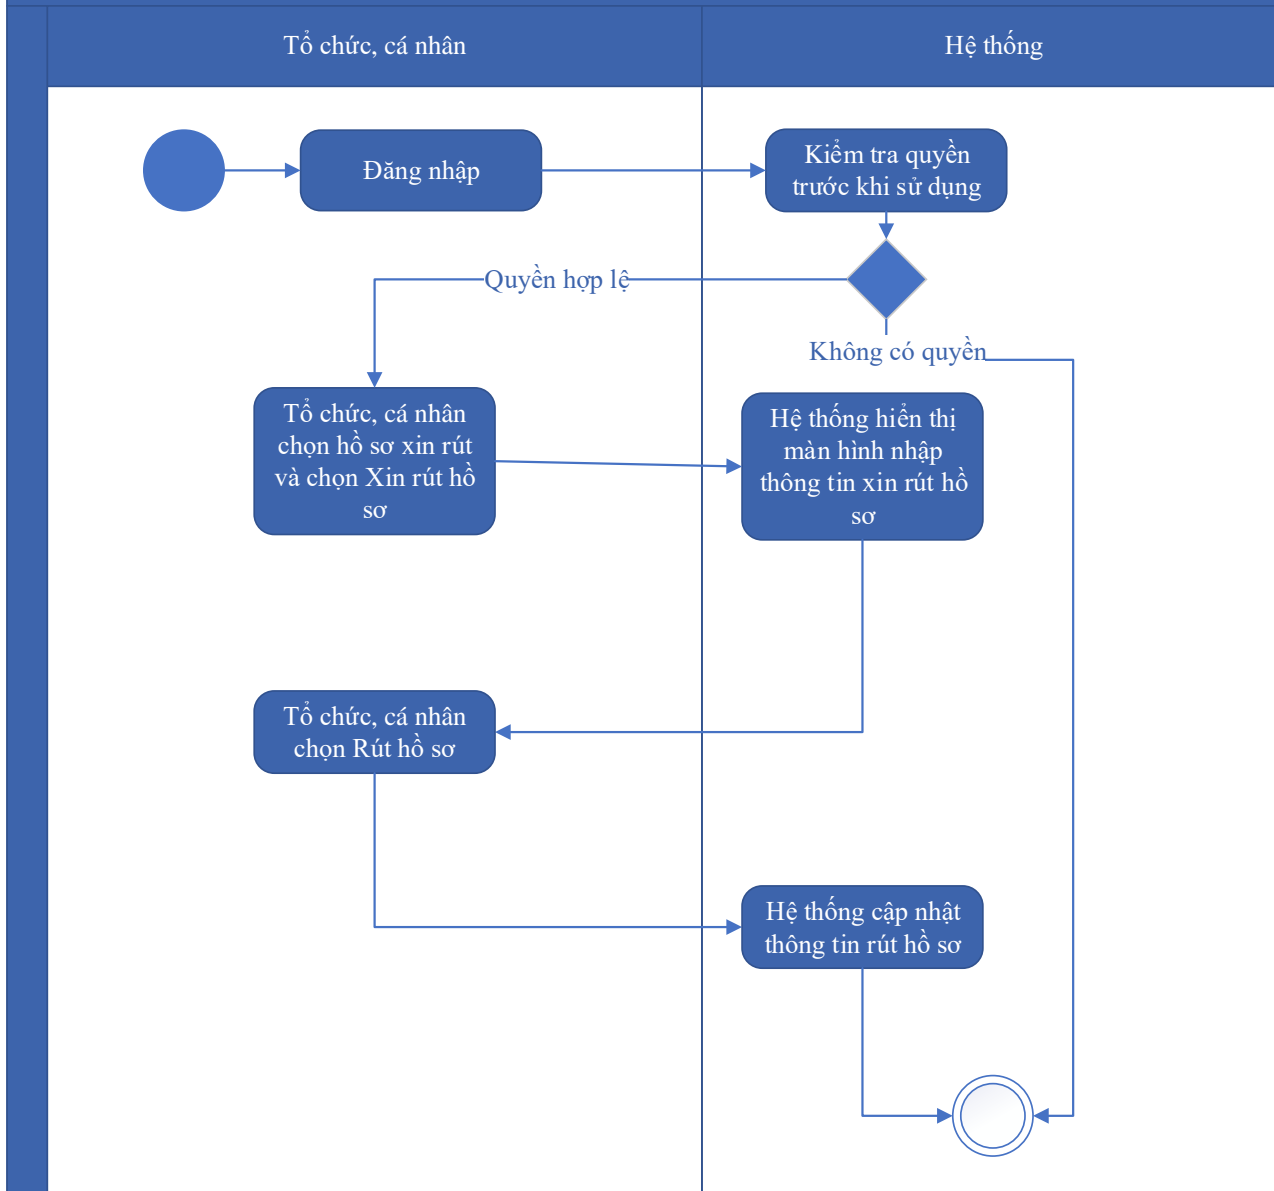 Tổ chức, cá nhân
Hệ thống
Đăng nhập
Kiểm tra quyền
trước khi sử dụng
Quyền hợp lệ
Không có quyền
Tổ chức, cá nhân
chọn hồ sơ xin rút
và chọn Xin rút hồ
sơ
Hệ thống hiển thị
màn hình nhập
thông tin xin rút hồ
sơ
Tổ chức, cá nhân
chọn Rút hồ sơ
Hệ thống cập nhật
thông tin rút hồ sơ